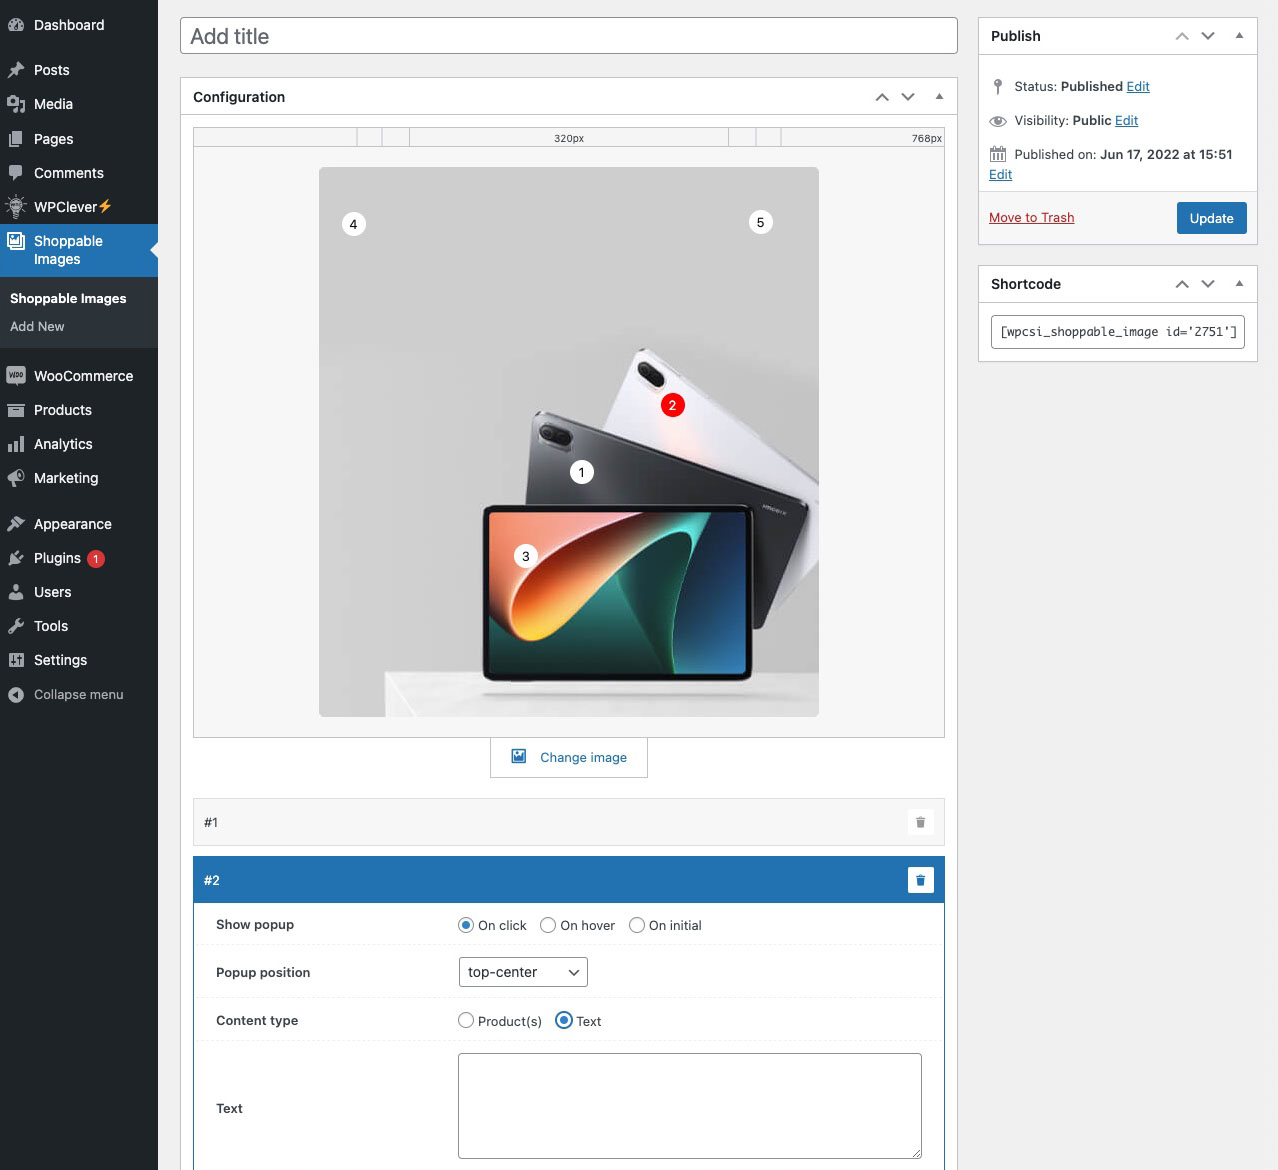 Dashboard
Posts
Media
Pages
Comments
WPClever⚡
Shoppable
Images
Shoppable Images
Add New
WooCommerce
Products
Analytics
Marketing
Appearance
Plugins 1
Users
Tools
Settings
Collapse menu
Add title
Configuration
320px 768px
4
5
2
1
3
Change image
#1
#2
Show popup On click On hover On initial
Popup position top-center
Content type Product(s) Text
Text
Publish
Status: Published Edit
Visibility: Public Edit
Published on: Jun 17, 2022 at 15:51
Edit
Move to Trash Update
Shortcode
[wpcsi_shoppable_image id='2751']